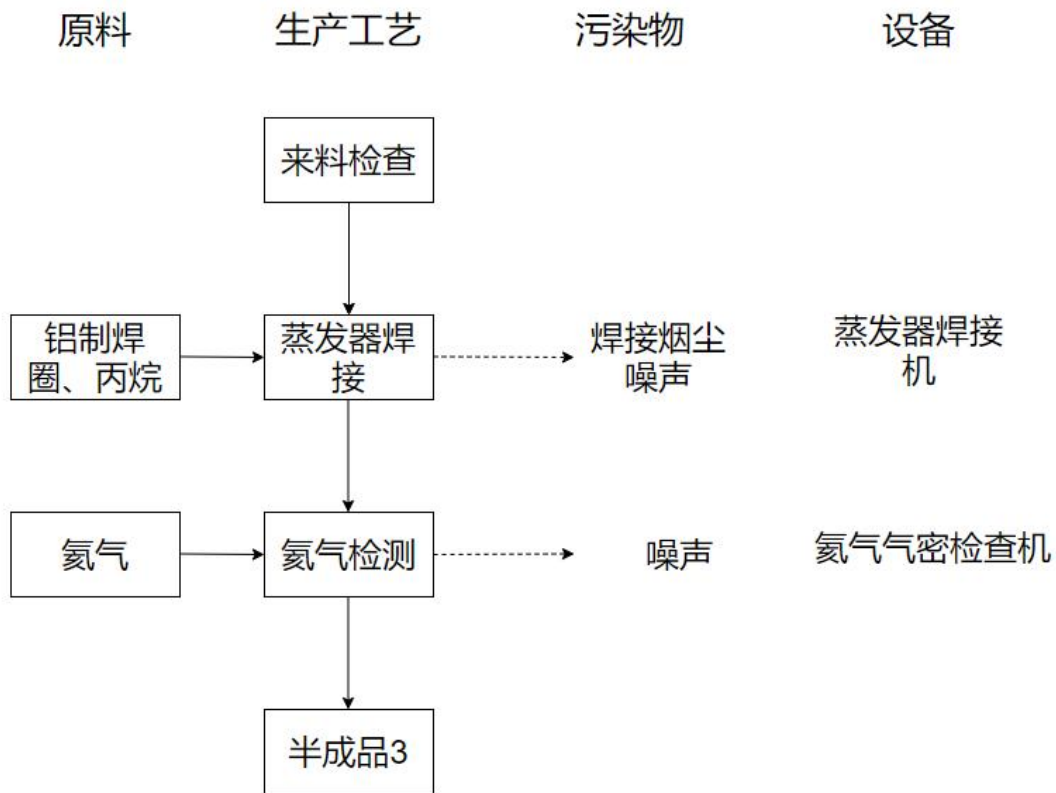 原料 生产工艺 污染物 设备
来料检查
铝制焊
圈、丙烷
蒸发器焊
接
焊接烟尘
噪声
蒸发器焊接
机
氦气
氦气检测
噪声
氦气气密检查机
半成品3